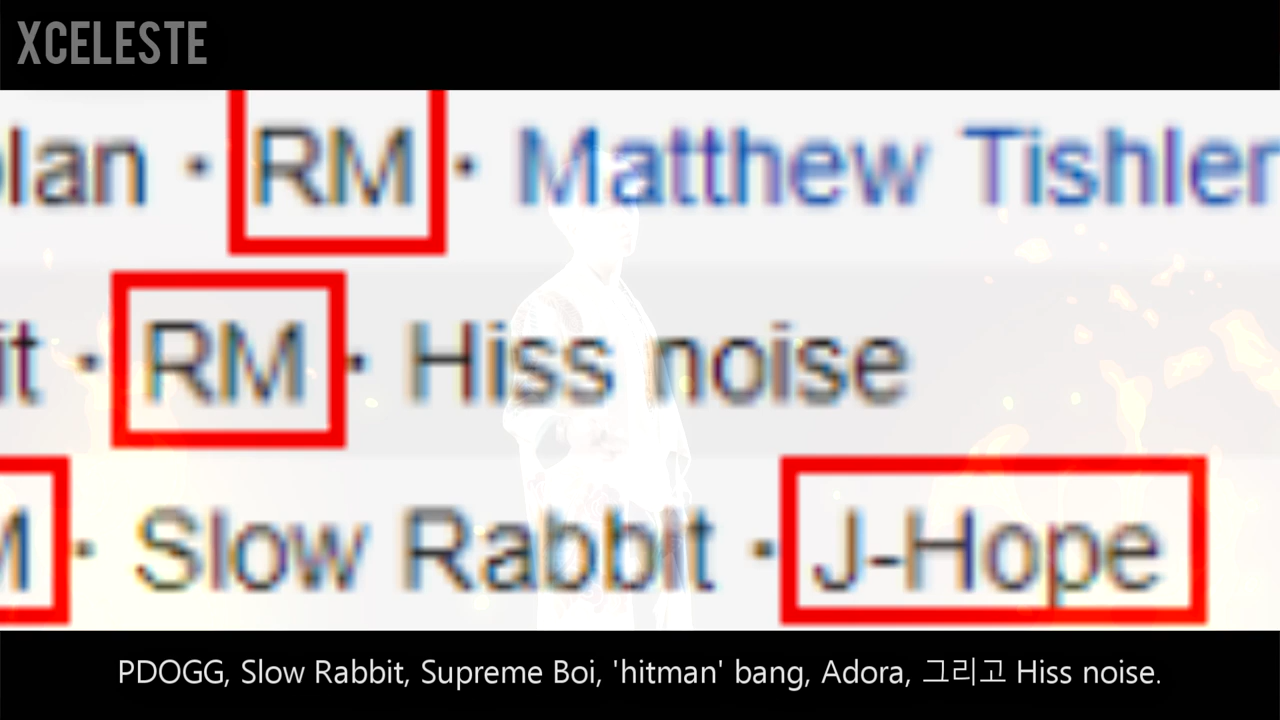 XCELESTE
lan · RM · Matthew Tishler
it · RM · Hiss noise
M · Slow Rabbit · J-Hope
PDOGG, Slow Rabbit, Supreme Boi, 'hitman' bang, Adora, 그리고 Hiss noise.